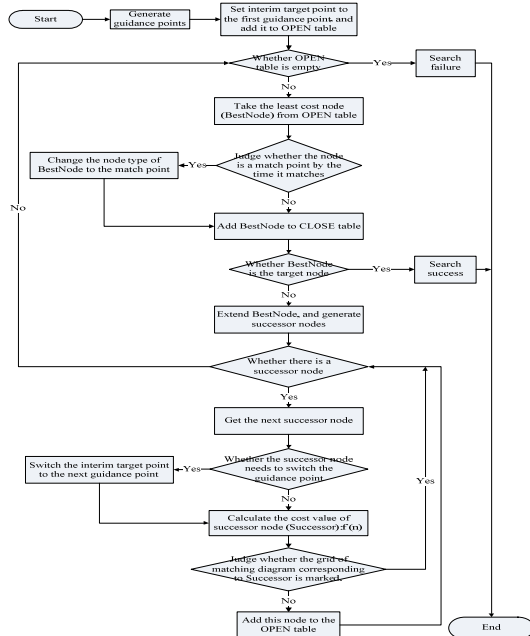 Start
Generate
guidance points
Set interim target point to
the first guidance point, and
add it to OPEN table
Whether OPEN
table is empty
Yes
Search
failure
No
Take the least cost node
(BestNode) from OPEN table
Judge whether the node
is a match point by the
time it matches
Yes
Change the node type of
BestNode to the match point
No
No
Add BestNode to CLOSE table
Whether BestNode
is the target node
Yes
Search
success
No
Extend BestNode, and generate
successor nodes
Whether there is a
successor node
Yes
Get the next successor node
Whether the successor node
needs to switch the
guidance point
Yes
Switch the interim target point
to the next guidance point
Yes
No
Calculate the cost value of
successor node (Successor):f(n)
Judge whether the grid of
matching diagram corresponding
to Successor is marked.
No
Add this node to the
OPEN table
End